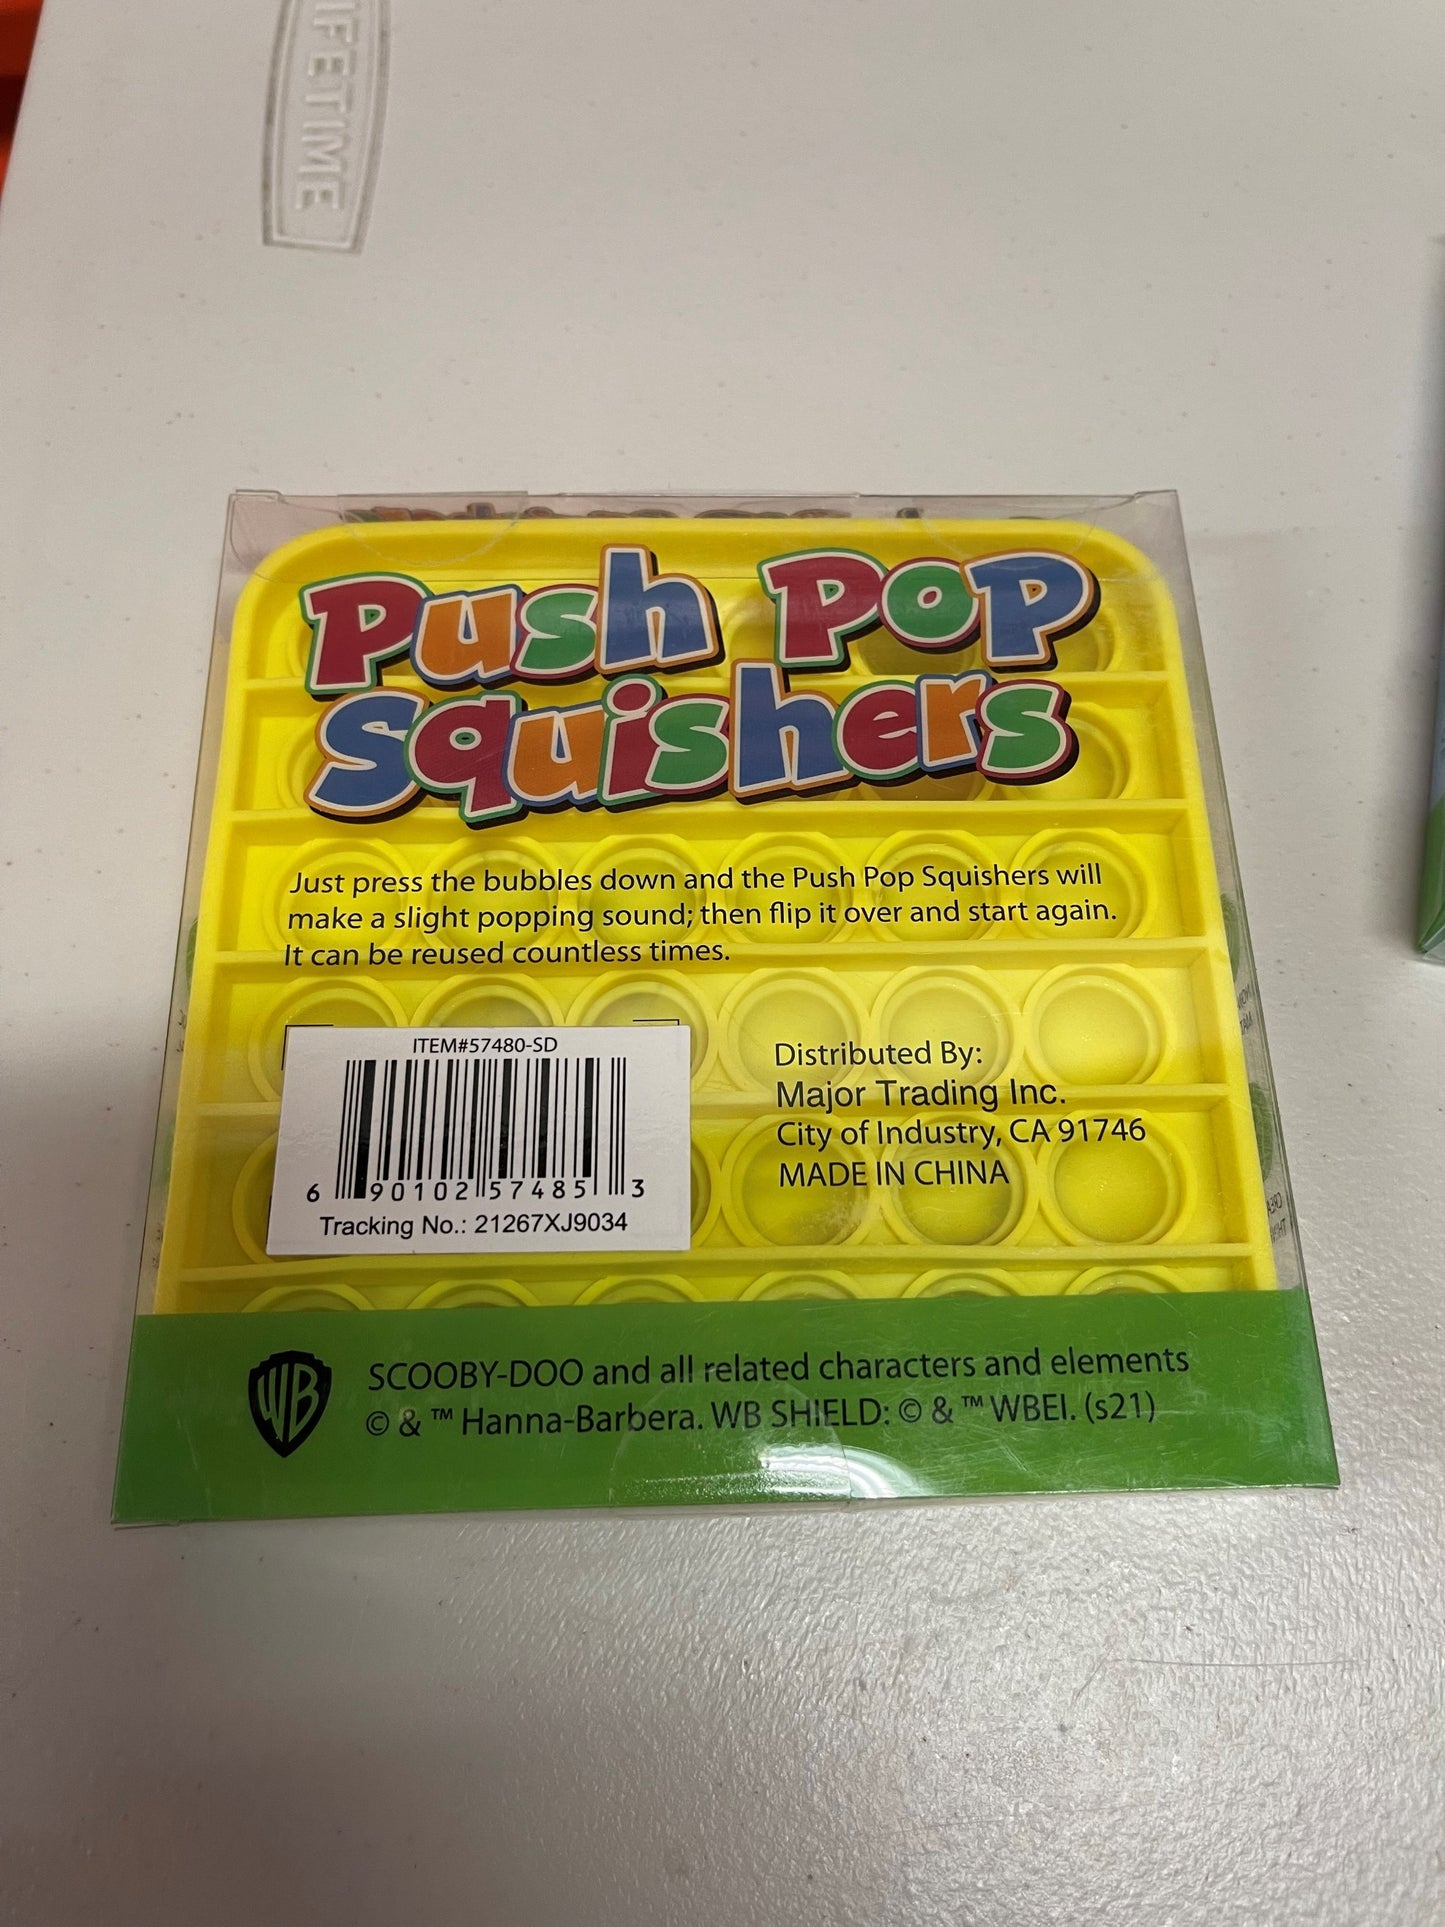 LIFETIME
Push Pop
Squishers
Just press the bubbles down and the Push Pop Squishers will
make a slight popping sound; then flip it over and start again.
It can be reused countless times.
ITEM#57480-SD
6 90102 57485 3
Tracking No.: 21267XJ9034
Distributed By:
Major Trading Inc.
City of Industry, CA 91746
MADE IN CHINA
WB
SCOOBY-DOO and all related characters and elements
© & ™ Hanna-Barbera. WB SHIELD: © & ™ WBEI. (s21)